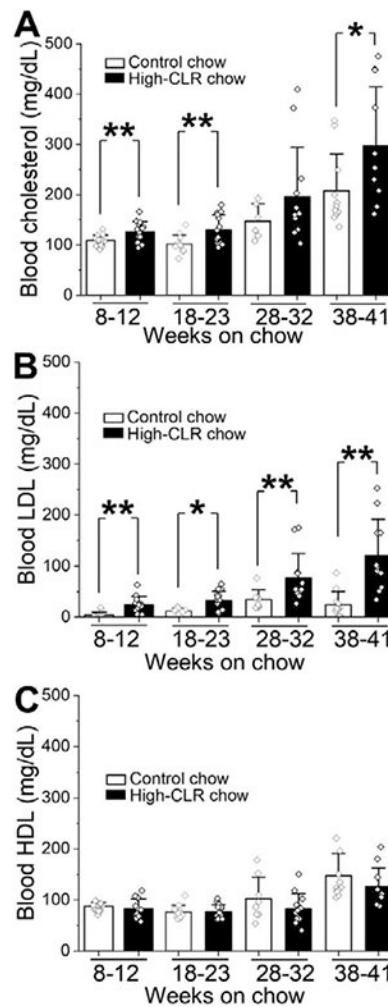 A
Blood cholesterol (mg/dL)
500
400
300
200
100
0
Control chow
High-CLR chow
**
**
*
8-12 18-23 28-32 38-41
Weeks on chow
B
Blood LDL (mg/dL)
500
400
300
200
100
0
Control chow
High-CLR chow
**
*
**
**
8-12 18-23 28-32 38-41
Weeks on chow
C
Blood HDL (mg/dL)
500
400
300
200
100
0
Control chow
High-CLR chow
8-12 18-23 28-32 38-41
Weeks on chow